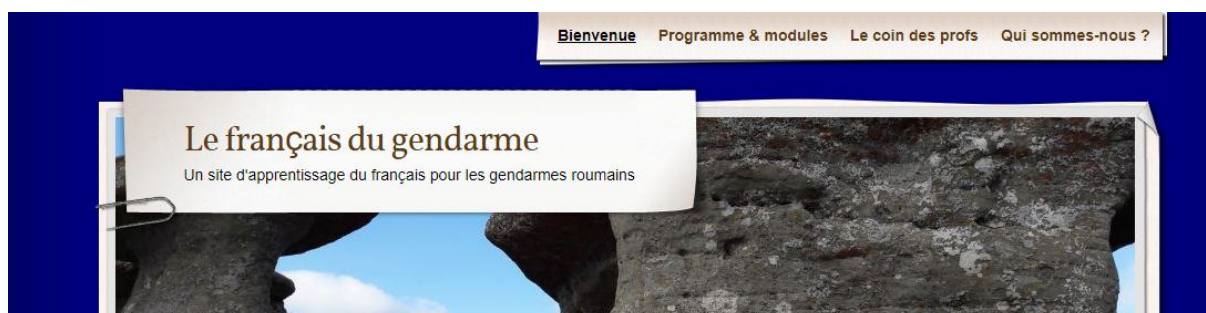 Bienvenue Programme & modules Le coin des profs Qui sommes-nous ?
Le français du gendarme
Un site d'apprentissage du français pour les gendarmes roumains